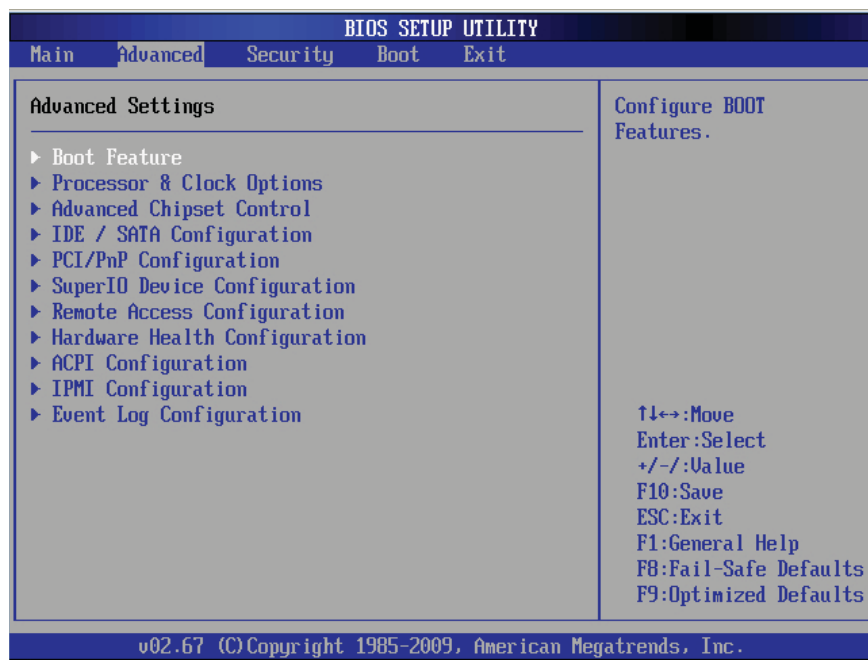 BIOS SETUP UTILITY
Main Advanced Security Boot Exit
Advanced Settings
Boot Feature
Processor & Clock Options
Advanced Chipset Control
IDE / SATA Configuration
PCI/PnP Configuration
SuperIO Device Configuration
Remote Access Configuration
Hardware Health Configuration
ACPI Configuration
IPMI Configuration
Event Log Configuration
Configure BOOT
Features.
↑↓←→:Move
Enter:Select
+/-/:Value
F10:Save
ESC:Exit
F1:General Help
F8:Fail-Safe Defaults
F9:Optimized Defaults
v02.67 (C)Copyright 1985-2009, American Megatrends, Inc.